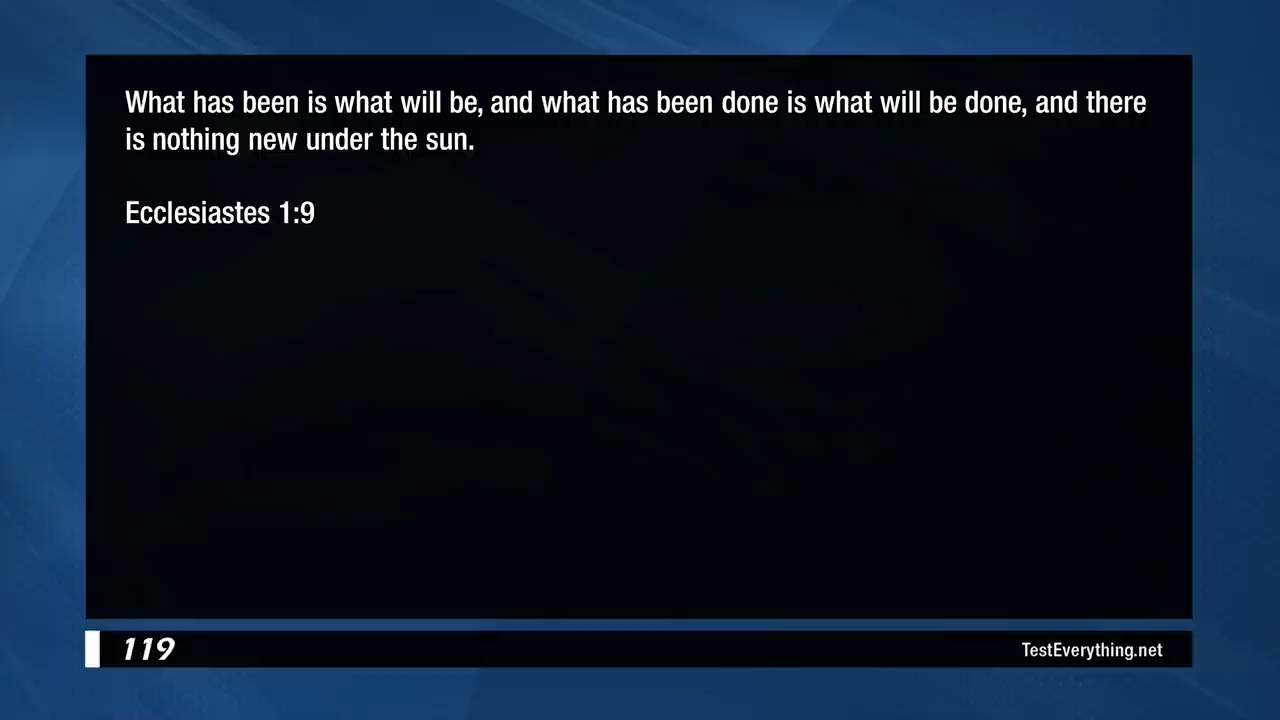 What has been is what will be, and what has been done is what will be done, and there
is nothing new under the sun.
Ecclesiastes 1:9
119
TestEverything.net